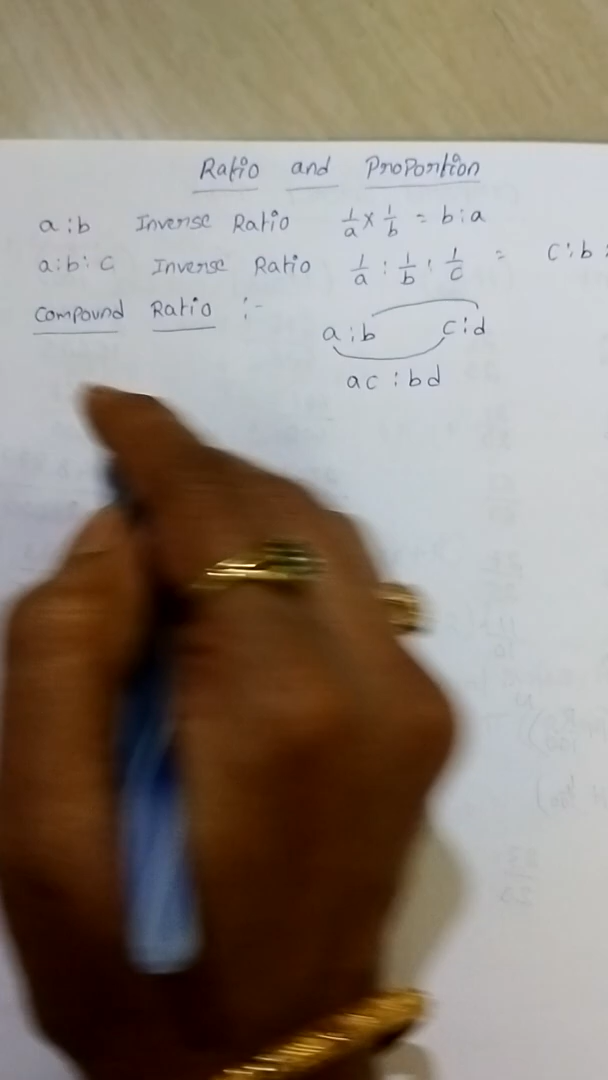 Ratio and Proportion
a:b Inverse Ratio 1/a × 1/b = b:a
a:b:c Inverse Ratio 1/a : 1/b : 1/c = c:b:
Compound Ratio :-
a:b c:d
ac : bd